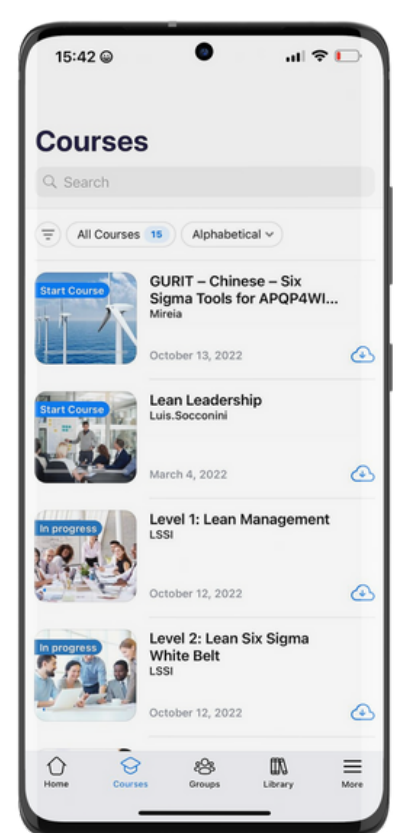 15:42
Courses
Search
All Courses 15
Alphabetical
Start Course
GURIT – Chinese – Six
Sigma Tools for APQP4WI...
Mireia
October 13, 2022
Start Course
Lean Leadership
Luis.Socconini
March 4, 2022
In progress
Level 1: Lean Management
LSSI
October 12, 2022
In progress
Level 2: Lean Six Sigma
White Belt
LSSI
October 12, 2022
Home
Courses
Groups
Library
More